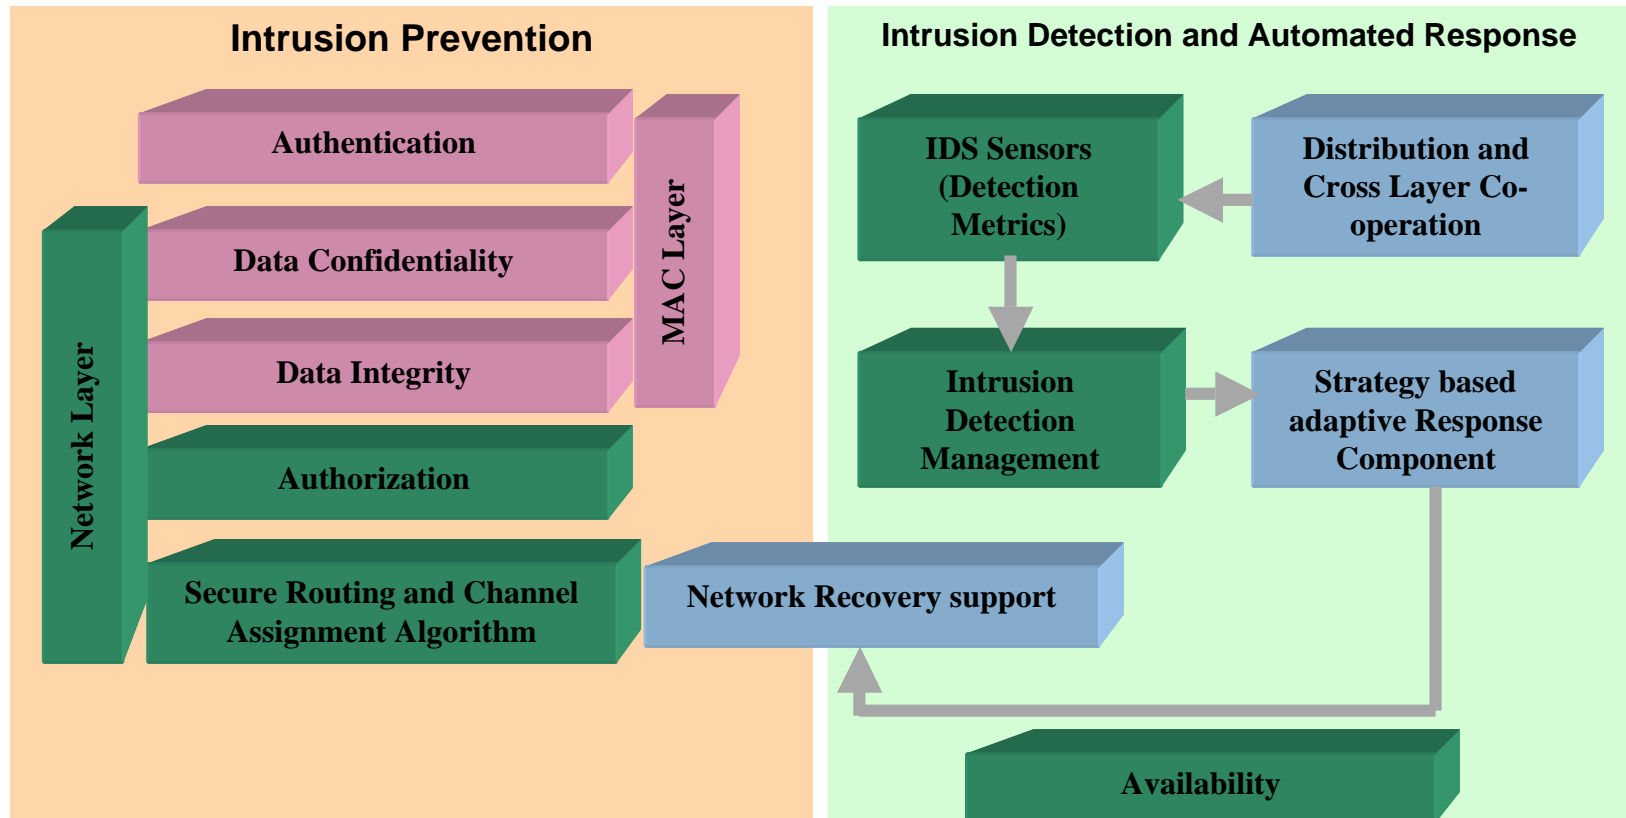 Intrusion Prevention
Authentication
MAC Layer
Network Layer
Data Confidentiality
Data Integrity
Authorization
Secure Routing and Channel
Assignment Algorithm
Network Recovery support
Intrusion Detection and Automated Response
IDS Sensors
(Detection
Metrics)
Distribution and
Cross Layer Co-
operation
Intrusion
Detection
Management
Strategy based
adaptive Response
Component
Availability